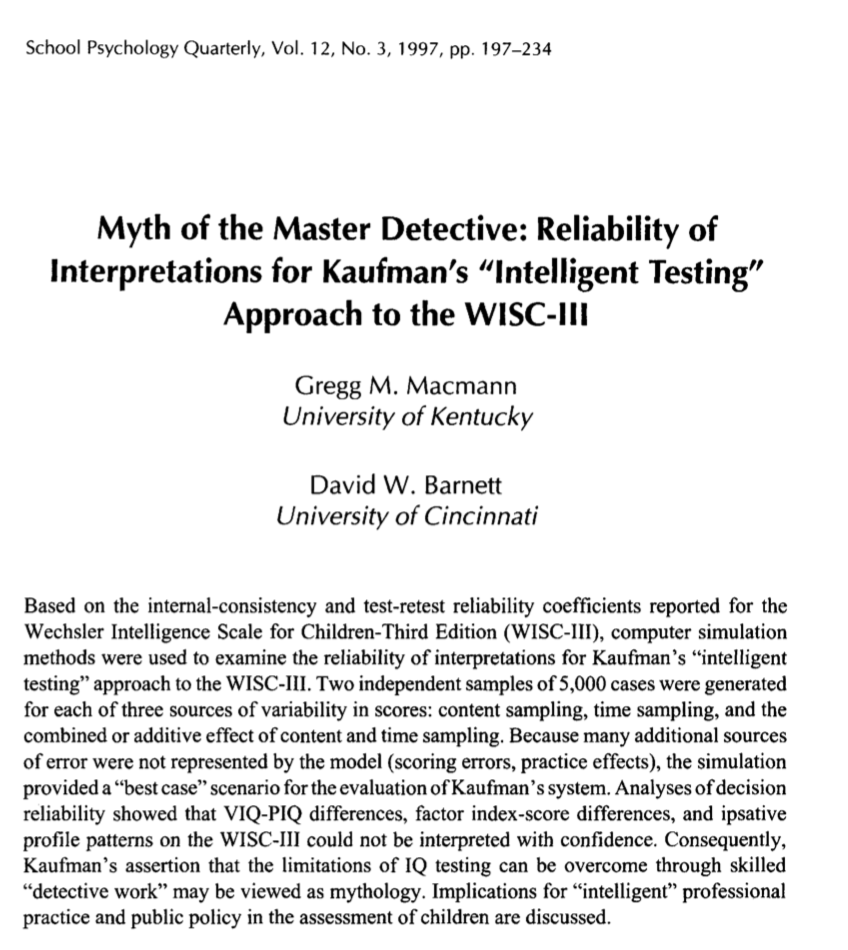 School Psychology Quarterly, Vol. 12, No. 3, 1997, pp. 197–234
Myth of the Master Detective: Reliability of
Interpretations for Kaufman's "Intelligent Testing"
Approach to the WISC-III
Gregg M. Macmann
University of Kentucky
David W. Barnett
University of Cincinnati
Based on the internal-consistency and test-retest reliability coefficients reported for the
Wechsler Intelligence Scale for Children-Third Edition (WISC-III), computer simulation
methods were used to examine the reliability of interpretations for Kaufman's "intelligent
testing" approach to the WISC-III. Two independent samples of 5,000 cases were generated
for each of three sources of variability in scores: content sampling, time sampling, and the
combined or additive effect of content and time sampling. Because many additional sources
of error were not represented by the model (scoring errors, practice effects), the simulation
provided a "best case" scenario for the evaluation of Kaufman's system. Analyses of decision
reliability showed that VIQ-PIQ differences, factor index-score differences, and ipsative
profile patterns on the WISC-III could not be interpreted with confidence. Consequently,
Kaufman's assertion that the limitations of IQ testing can be overcome through skilled
"detective work" may be viewed as mythology. Implications for "intelligent" professional
practice and public policy in the assessment of children are discussed.